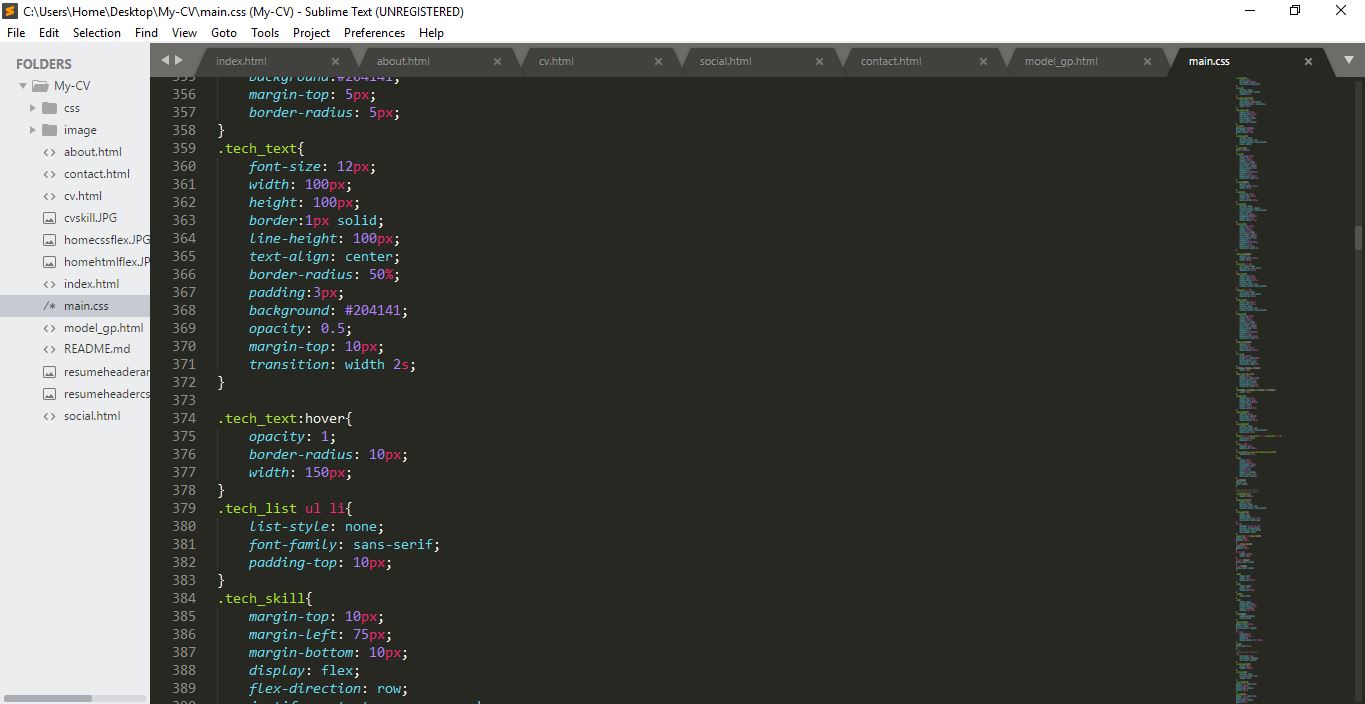 C:\Users\Home\Desktop\My-CV\main.css (My-CV) - Sublime Text (UNREGISTERED)
File Edit Selection Find View Goto Tools Project Preferences Help
FOLDERS
My-CV
css
image
<> about.html
<> contact.html
<> cv.html
cvskill.JPG
homecssflex.JPG
homehtmlflex.JP
<> index.html
/* main.css
<> model_gp.html
<> README.md
resumeheaderar
resumeheadercs
<> social.html
index.html × about.html × cv.html × social.html × contact.html × model_gp.html × main.css ×
355 background:#204141;
356 margin-top: 5px;
357 border-radius: 5px;
358 }
359 .tech_text{
360 font-size: 12px;
361 width: 100px;
362 height: 100px;
363 border:1px solid;
364 line-height: 100px;
365 text-align: center;
366 border-radius: 50%;
367 padding:3px;
368 background: #204141;
369 opacity: 0.5;
370 margin-top: 10px;
371 transition: width 2s;
372 }
373
374 .tech_text:hover{
375 opacity: 1;
376 border-radius: 10px;
377 width: 150px;
378 }
379 .tech_list ul li{
380 list-style: none;
381 font-family: sans-serif;
382 padding-top: 10px;
383 }
384 .tech_skill{
385 margin-top: 10px;
386 margin-left: 75px;
387 margin-bottom: 10px;
388 display: flex;
389 flex-direction: row;